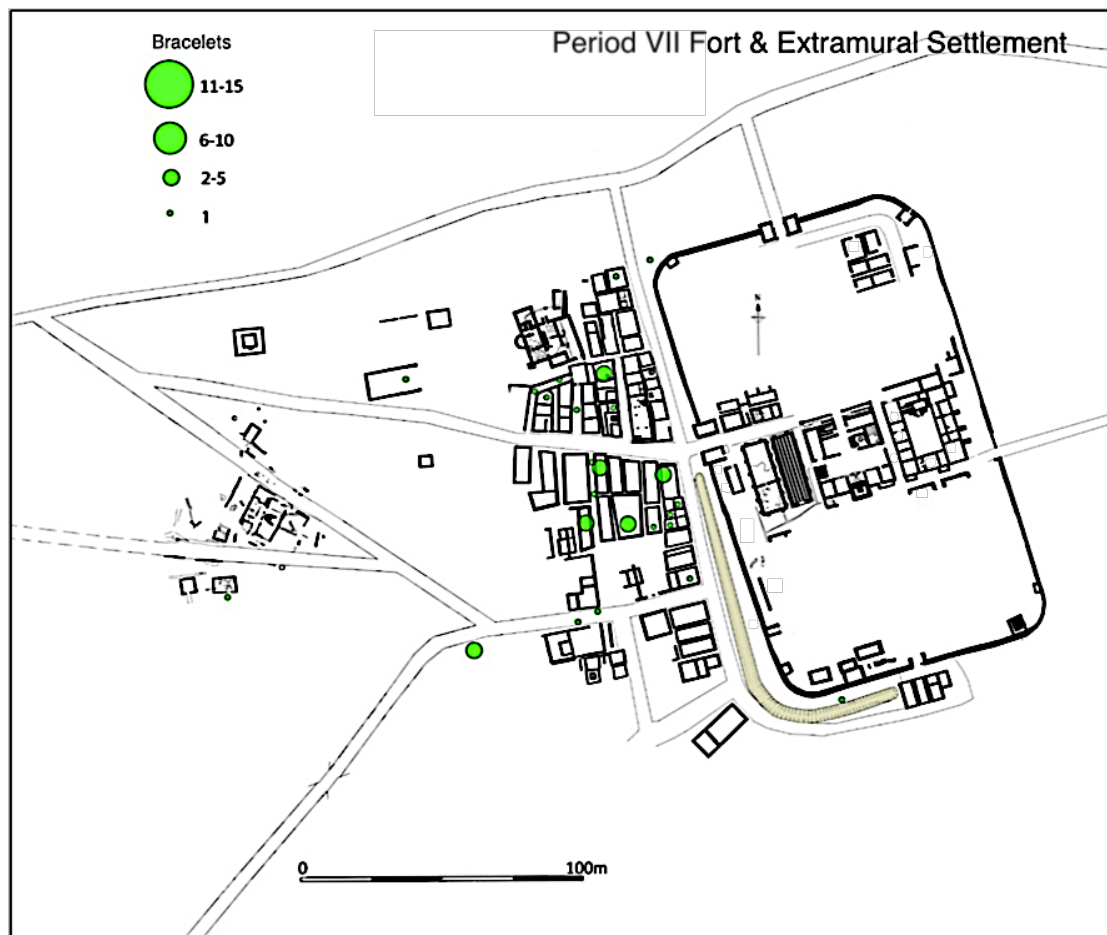 Period VII Fort & Extramural Settlement
Bracelets
11-15
6-10
2-5
1
N
0 100m